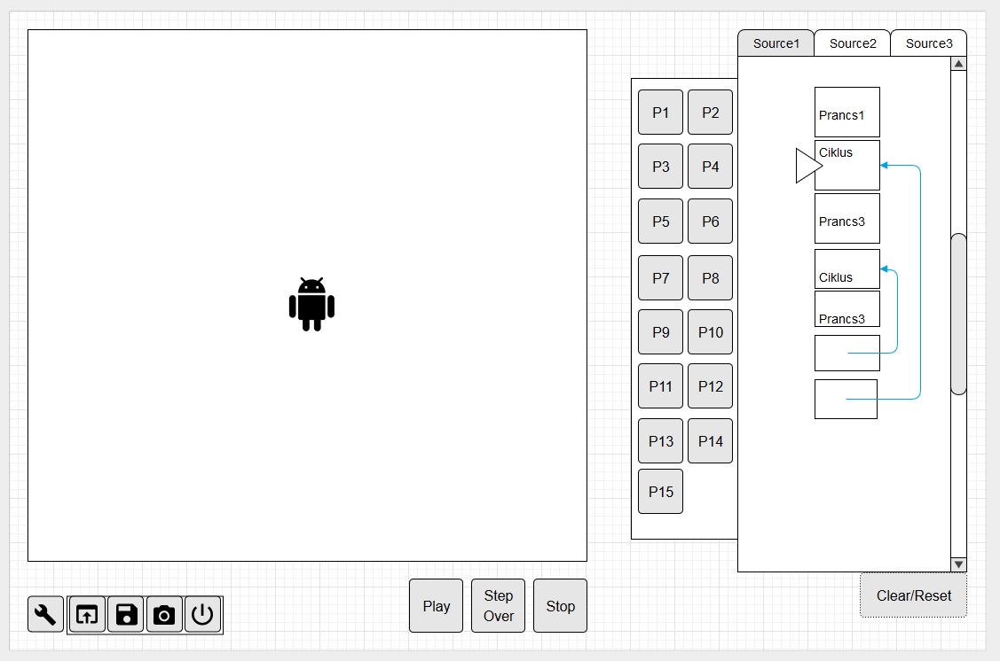 Source1 Source2 Source3
P1 P2
P3 P4
P5 P6
P7 P8
P9 P10
P11 P12
P13 P14
P15
Prancs1
Ciklus
Prancs3
Ciklus
Prancs3
Play
Step
Over
Stop
Clear/Reset